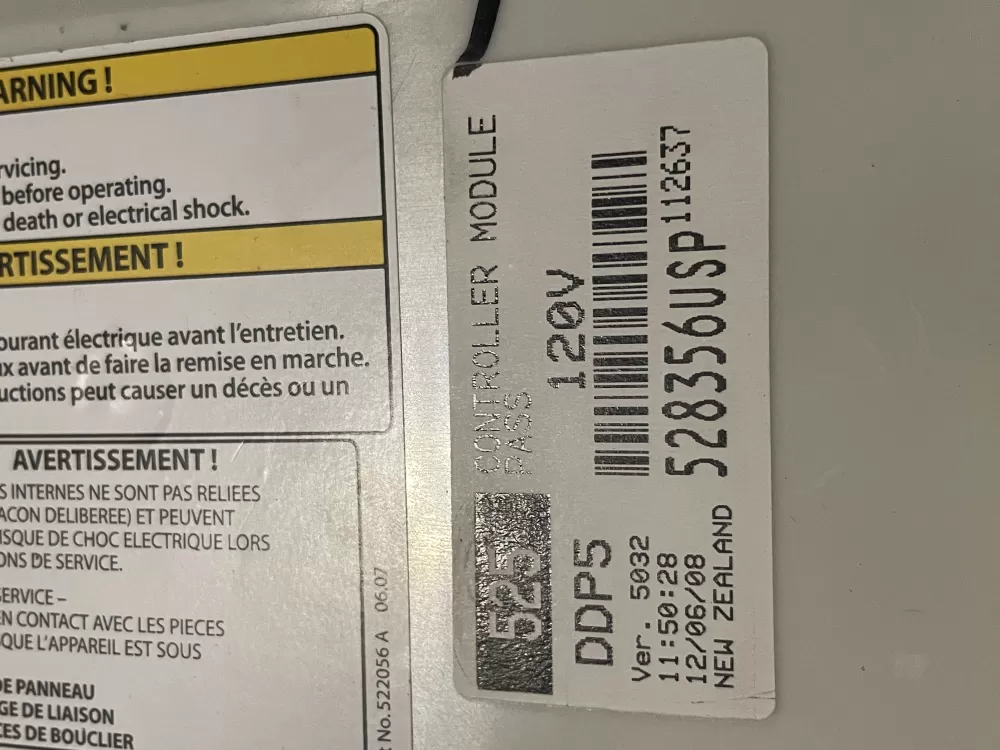 ARNING !
rvicing.
before operating.
death or electrical shock.
RTISSEMENT !
ourant électrique avant l'entretien.
ux avant de faire la remise en marche.
uctions peut causer un décès ou un
AVERTISSEMENT !
S INTERNES NE SONT PAS RELIEES
ACON DELIBEREE) ET PEUVENT
ISQUE DE CHOC ELECTRIQUE LORS
ONS DE SERVICE.
SERVICE –
EN CONTACT AVEC LES PIECES
SQUE L'APPAREIL EST SOUS
DE PANNEAU
GE DE LIAISON
CES DE BOUCLIER
No. 522056 A 06.07
525
CONTROLLER MODULE
PASS
120V
DDP5
528356USP112637
Ver. 5032
11:50:28
12/06/08
NEW ZEALAND